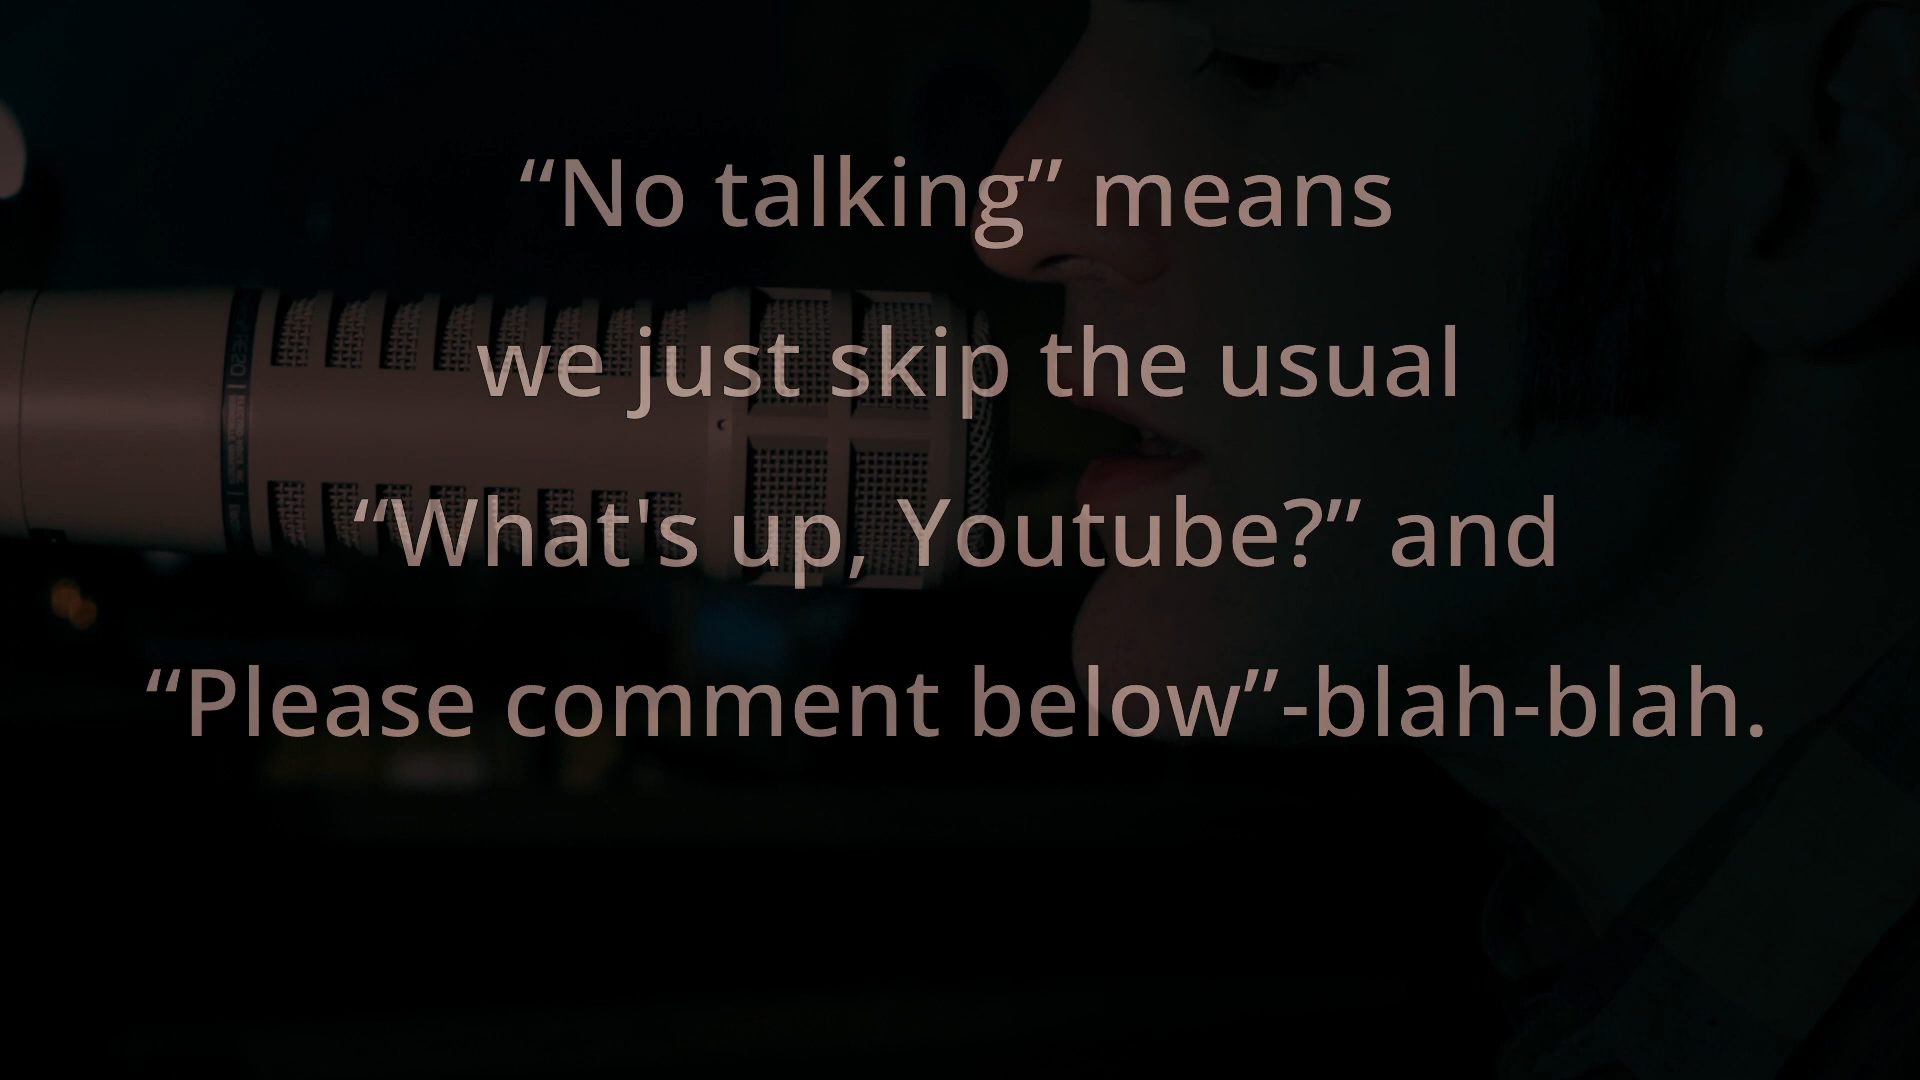 “No talking” means
we just skip the usual
“What's up, Youtube?” and
“Please comment below”-blah-blah.